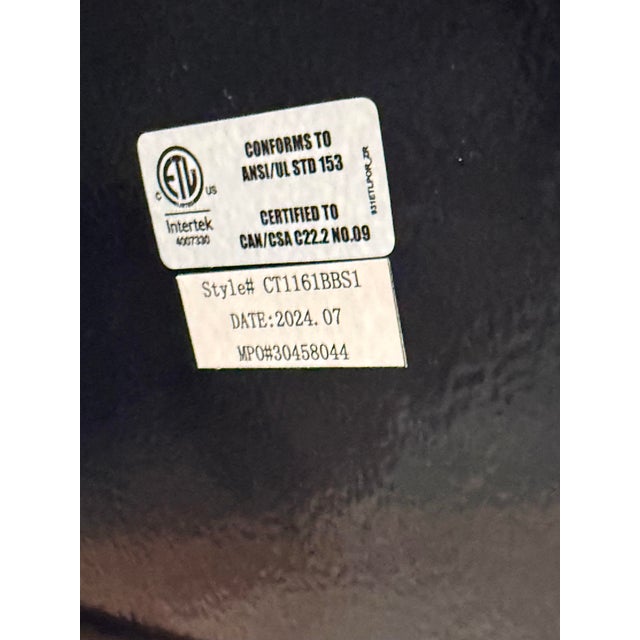 CONFORMS TO
ANSI/UL STD 153
C ETL US
Intertek
4007330
CERTIFIED TO
CAN/CSA C22.2 NO.09
931ETLPOR_ZR
Style# CT1161BBS1
DATE:2024.07
MPO#30458044